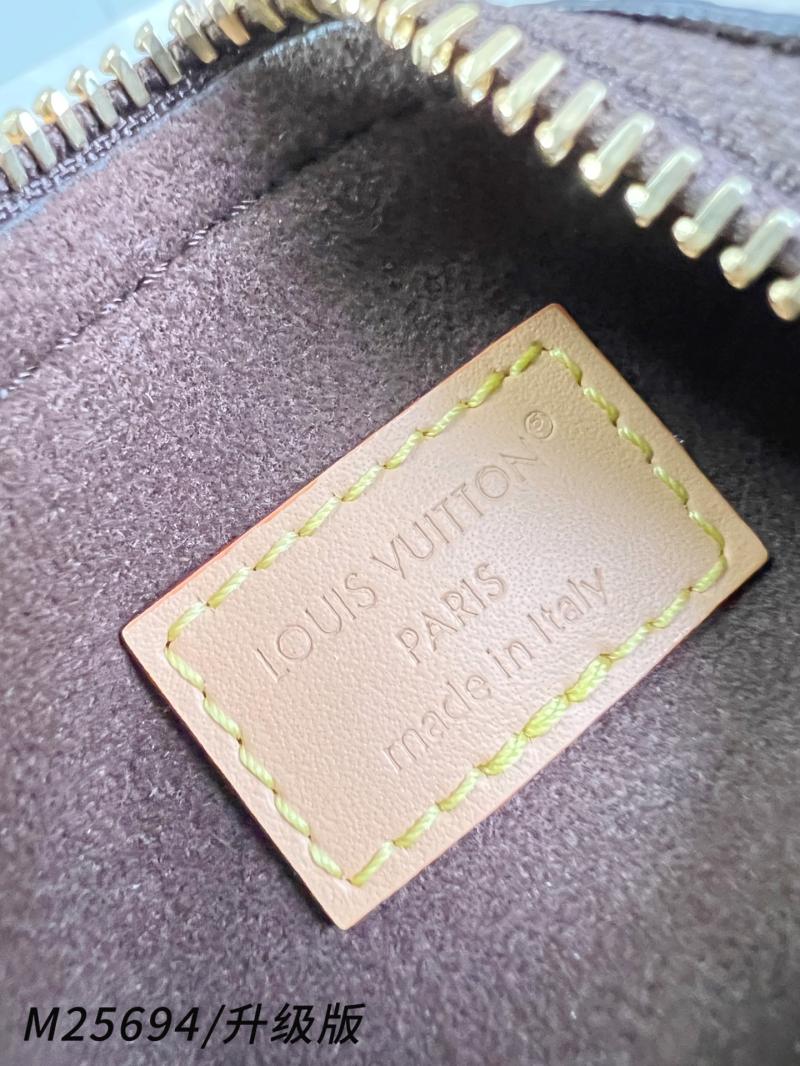 LOUIS VUITTON®
PARIS
made in Italy
M25694/升级版